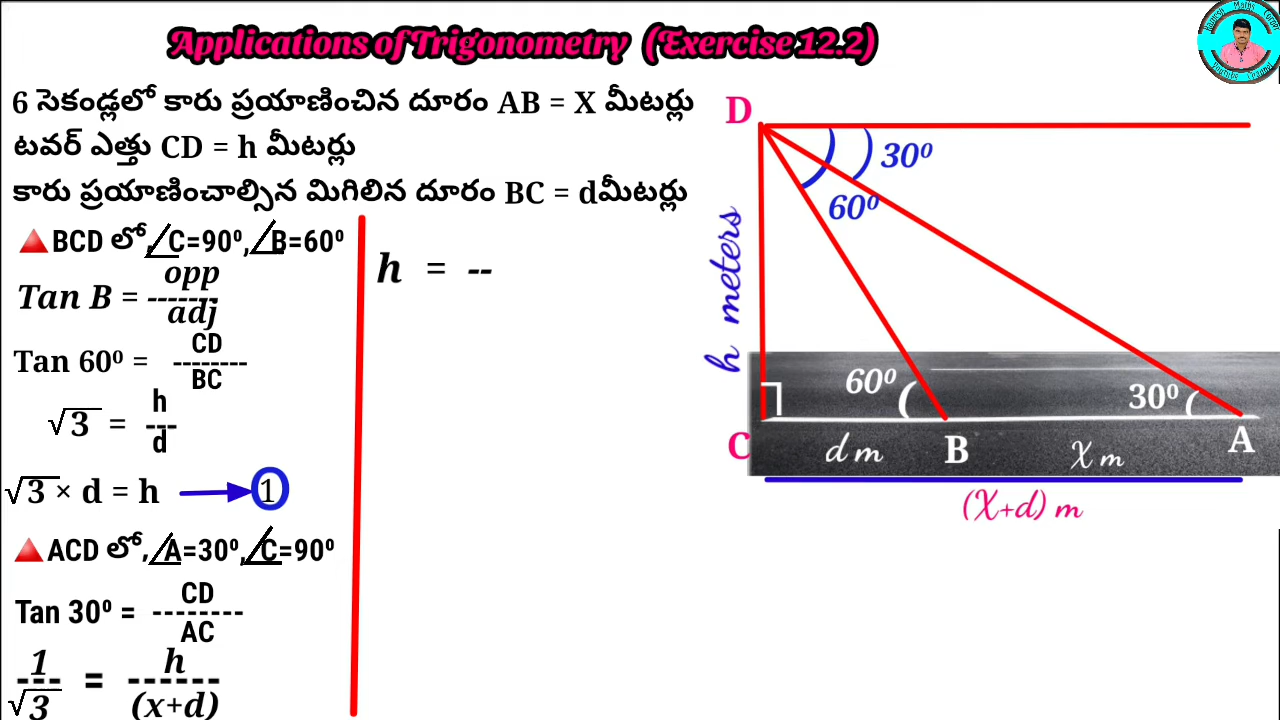 Applications of Trigonometry (Exercise 12.2)
6 సెకండ్లలో కారు ప్రయాణించిన దూరం AB = X మీటర్లు
టవర్ ఎత్తు CD = h మీటర్లు
కారు ప్రయాణించాల్సిన మిగిలిన దూరం BC = dమీటర్లు
🔺BCD లో, ∠C=90⁰, ∠B=60⁰
opp
Tan B = -------
adj
CD
Tan 60⁰ = --------
BC
h
√3 = ---
d
√3 × d = h → 1
🔺ACD లో, ∠A=30⁰, ∠C=90⁰
CD
Tan 30⁰ = --------
AC
1 h
--- = ------
√3 (x+d)
h = --
D
30⁰
60⁰
h meters
60⁰
30⁰
C
d m
B
X m
A
(X+d) m